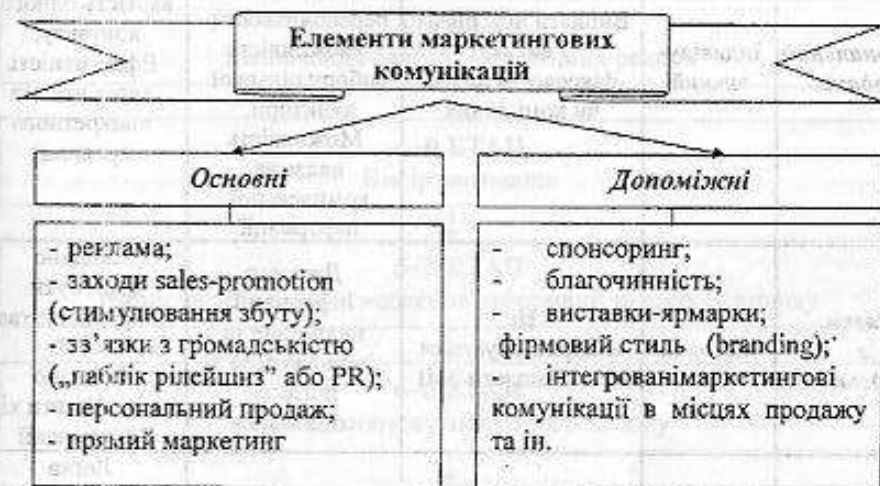 Елементи маркетингових
комунікацій
Основні
Допоміжні
- реклама;
- заходи sales-promotion
(стимулювання збуту);
- зв’язки з громадськістю
(„паблік рілейшнз” або PR);
- персональний продаж;
- прямий маркетинг
- спонсоринг;
- благочинність;
- виставки-ярмарки;
фірмовий стиль (branding);
- інтегрованімаркетингові
комунікації в місцях продажу
та ін.